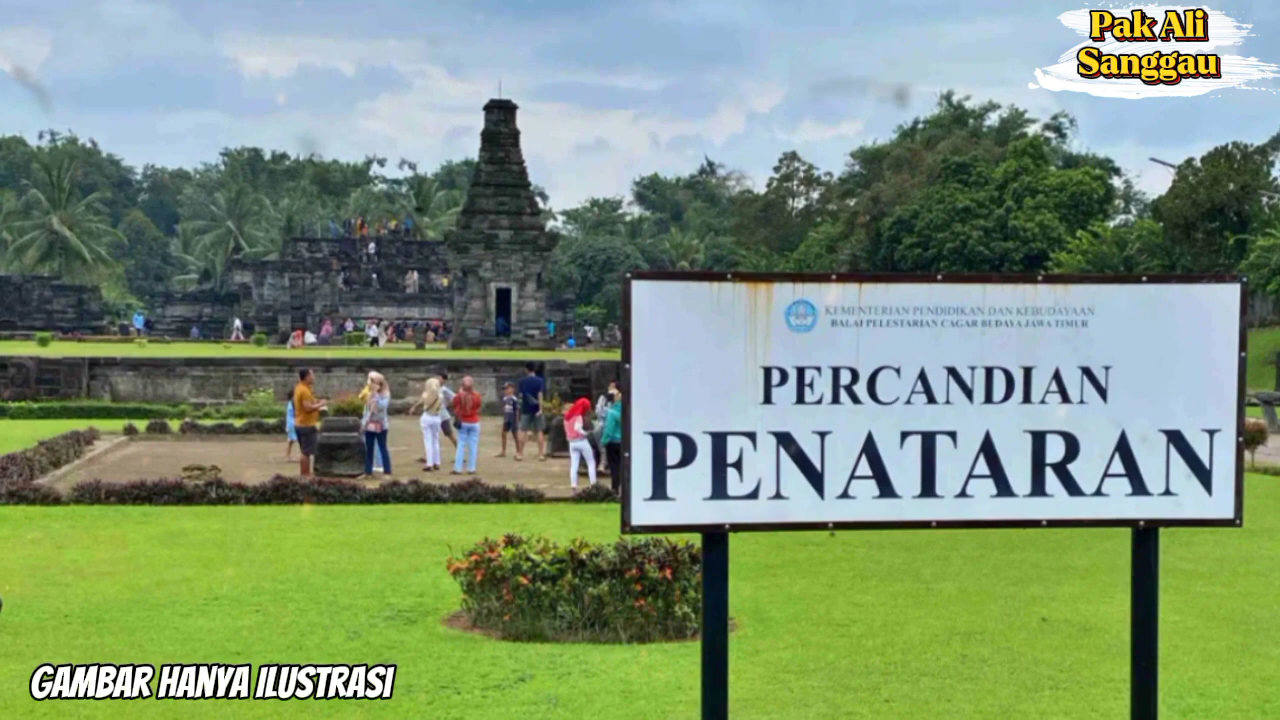 Pak Ali
Sanggau
KEMENTERIAN PENDIDIKAN DAN KEBUDAYAAN
BALAI PELESTARIAN CAGAR BUDAYA JAWA TIMUR
PERCANDIAN
PENATARAN
GAMBAR HANYA ILUSTRASI